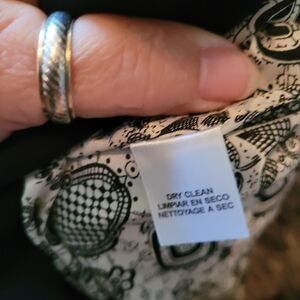 DRY CLEAN
LIMPIAR EN SECO
NETTOYAGE A SEC